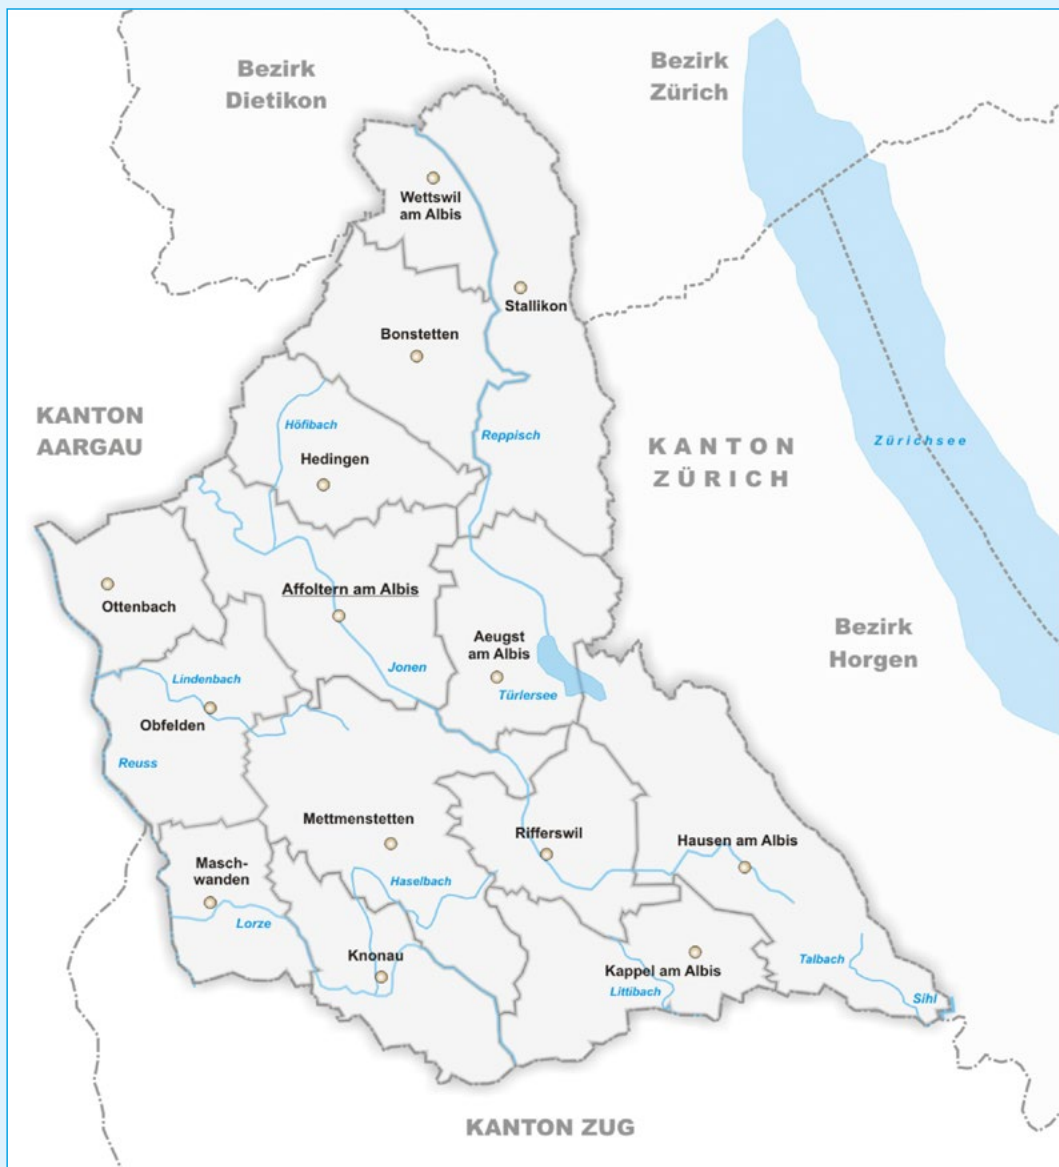 Bezirk
Dietikon
Bezirk
Zürich
Wettswil
am Albis
Stallikon
Bonstetten
KANTON
AARGAU
Höfibach
Reppisch
KANTON
ZÜRICH
Zürichsee
Hedingen
Ottenbach
Affoltern am Albis
Aeugst
am Albis
Bezirk
Horgen
Lindenbach
Jonen
Türlersee
Obfelden
Reuss
Mettmenstetten
Rifferswil
Hausen am Albis
Masch-
wanden
Haselbach
Lorze
Knonau
Kappel am Albis
Littibach
Talbach
Sihl
KANTON ZUG